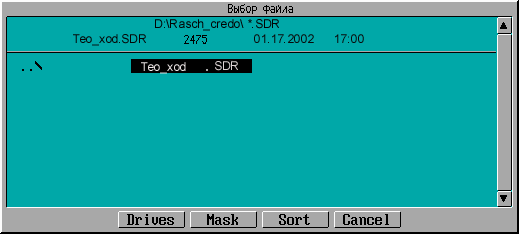 Выбор файла
D:\Rasch_credo\ *.SDR
Teo_xod.SDR 2475 01.17.2002 17:00
..\ Teo_xod .SDR
Drives Mask Sort Cancel